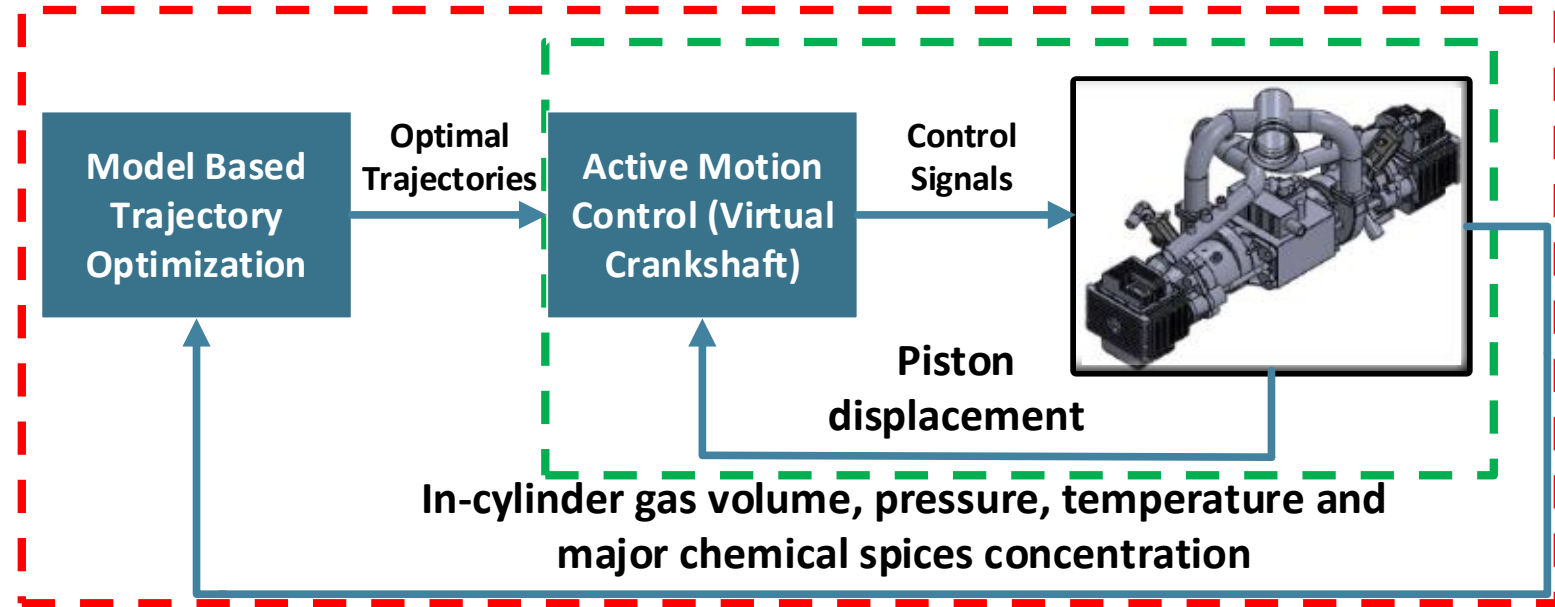 Model Based
Trajectory
Optimization
Optimal
Trajectories
Active Motion
Control (Virtual
Crankshaft)
Control
Signals
Piston
displacement
In-cylinder gas volume, pressure, temperature and
major chemical spices concentration